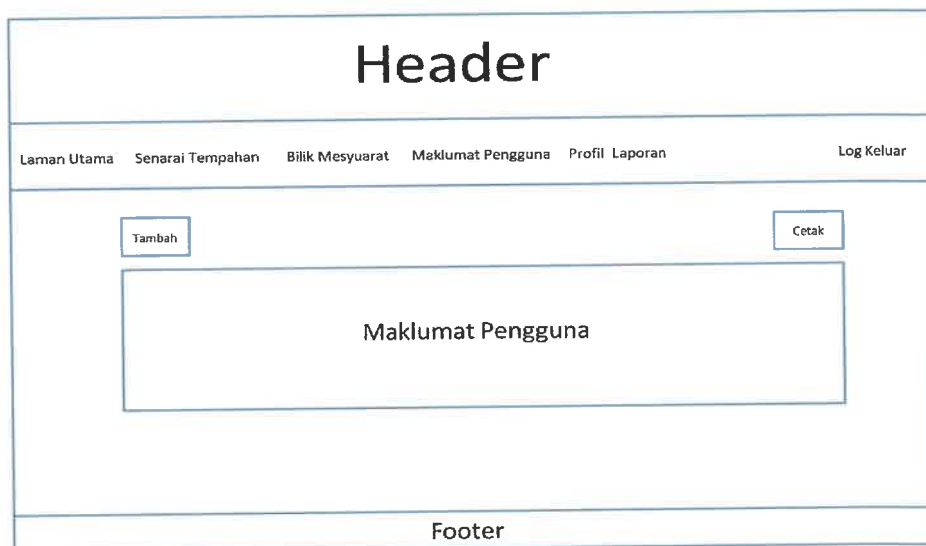 Header
Laman Utama Senarai Tempahan Bilik Mesyuarat Maklumat Pengguna Profil Laporan Log Keluar
Tambah Cetak
Maklumat Pengguna
Footer